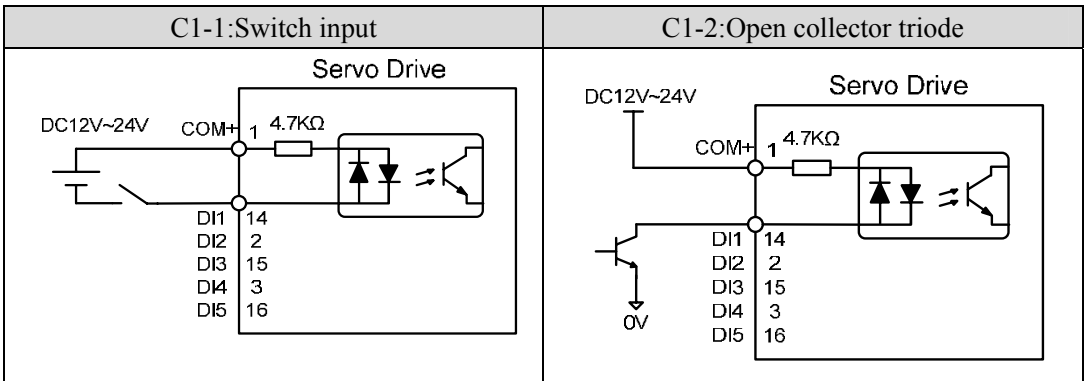 C1-1:Switch input
Servo Drive
DC12V~24V
COM+ 1 4.7KΩ
DI1 14
DI2 2
DI3 15
DI4 3
DI5 16
C1-2:Open collector triode
Servo Drive
DC12V~24V
COM+ 1 4.7KΩ
DI1 14
DI2 2
DI3 15
DI4 3
DI5 16
0V